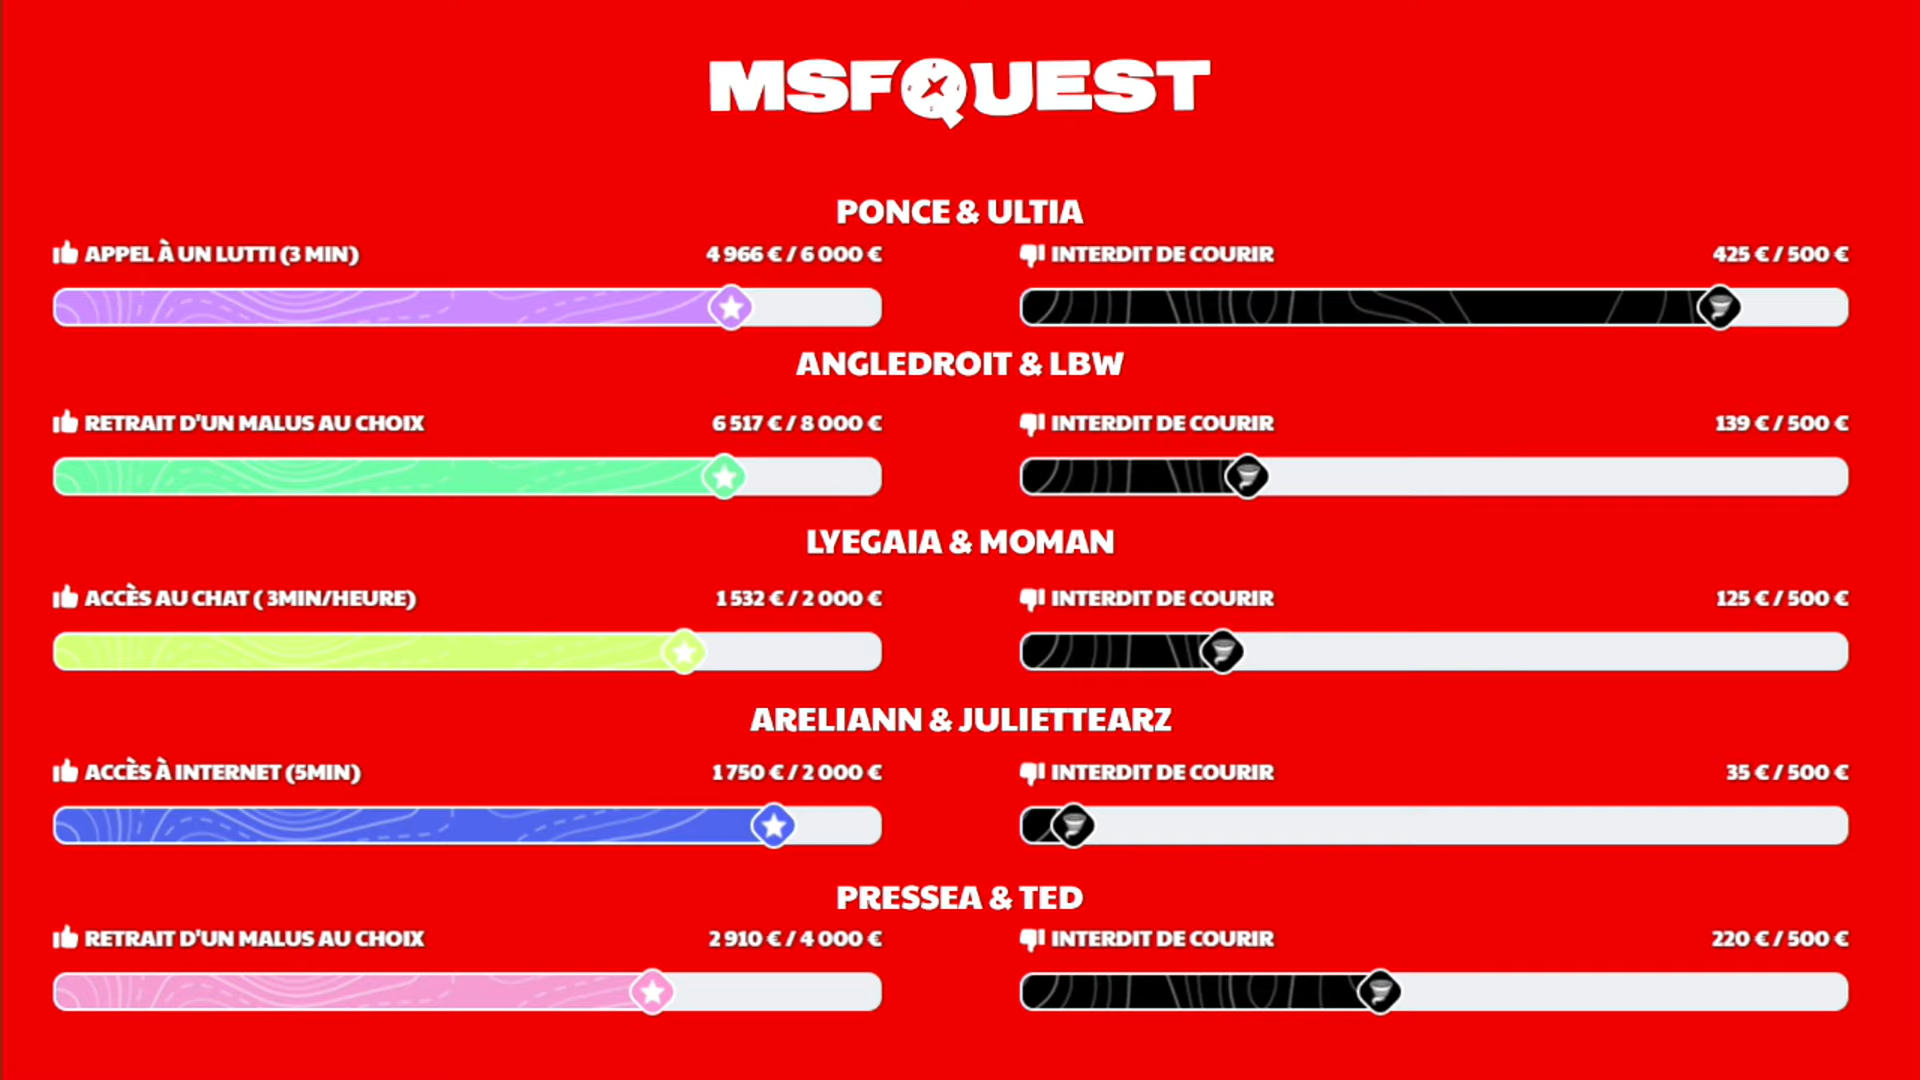 MSFQUEST
PONCE & ULTIA
APPEL À UN LUTTI (3 MIN) 4 966 € / 6 000 € INTERDIT DE COURIR 425 € / 500 €
ANGLEDROIT & LBW
RETRAIT D'UN MALUS AU CHOIX 6 517 € / 8 000 € INTERDIT DE COURIR 139 € / 500 €
LYEGAIA & MOMAN
ACCÈS AU CHAT ( 3MIN/HEURE) 1 532 € / 2 000 € INTERDIT DE COURIR 125 € / 500 €
ARELIANN & JULIETTEARZ
ACCÈS À INTERNET (5MIN) 1 750 € / 2 000 € INTERDIT DE COURIR 35 € / 500 €
PRESSEA & TED
RETRAIT D'UN MALUS AU CHOIX 2 910 € / 4 000 € INTERDIT DE COURIR 220 € / 500 €